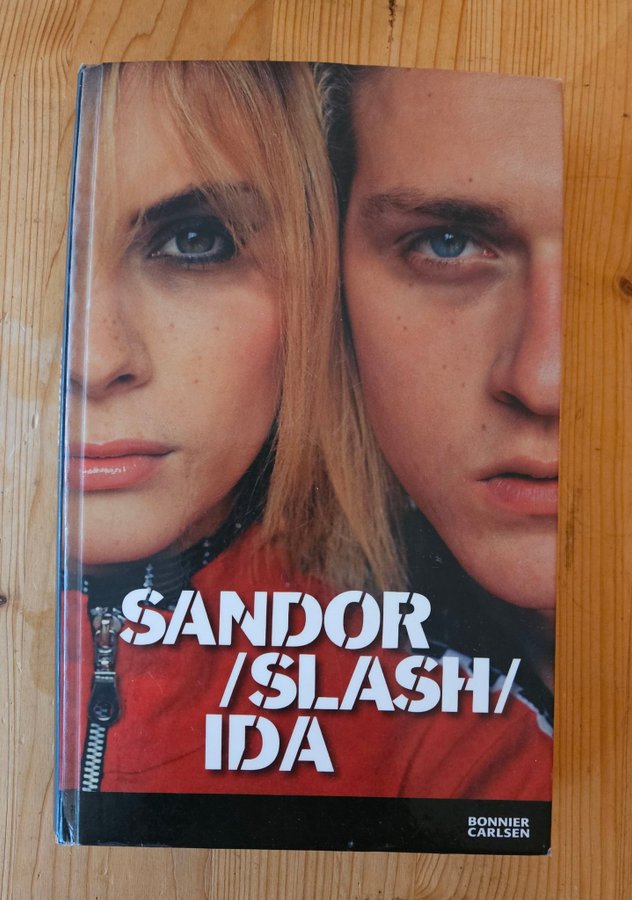 SANDOR
/SLASH/
IDA
BONNIER
CARLSEN